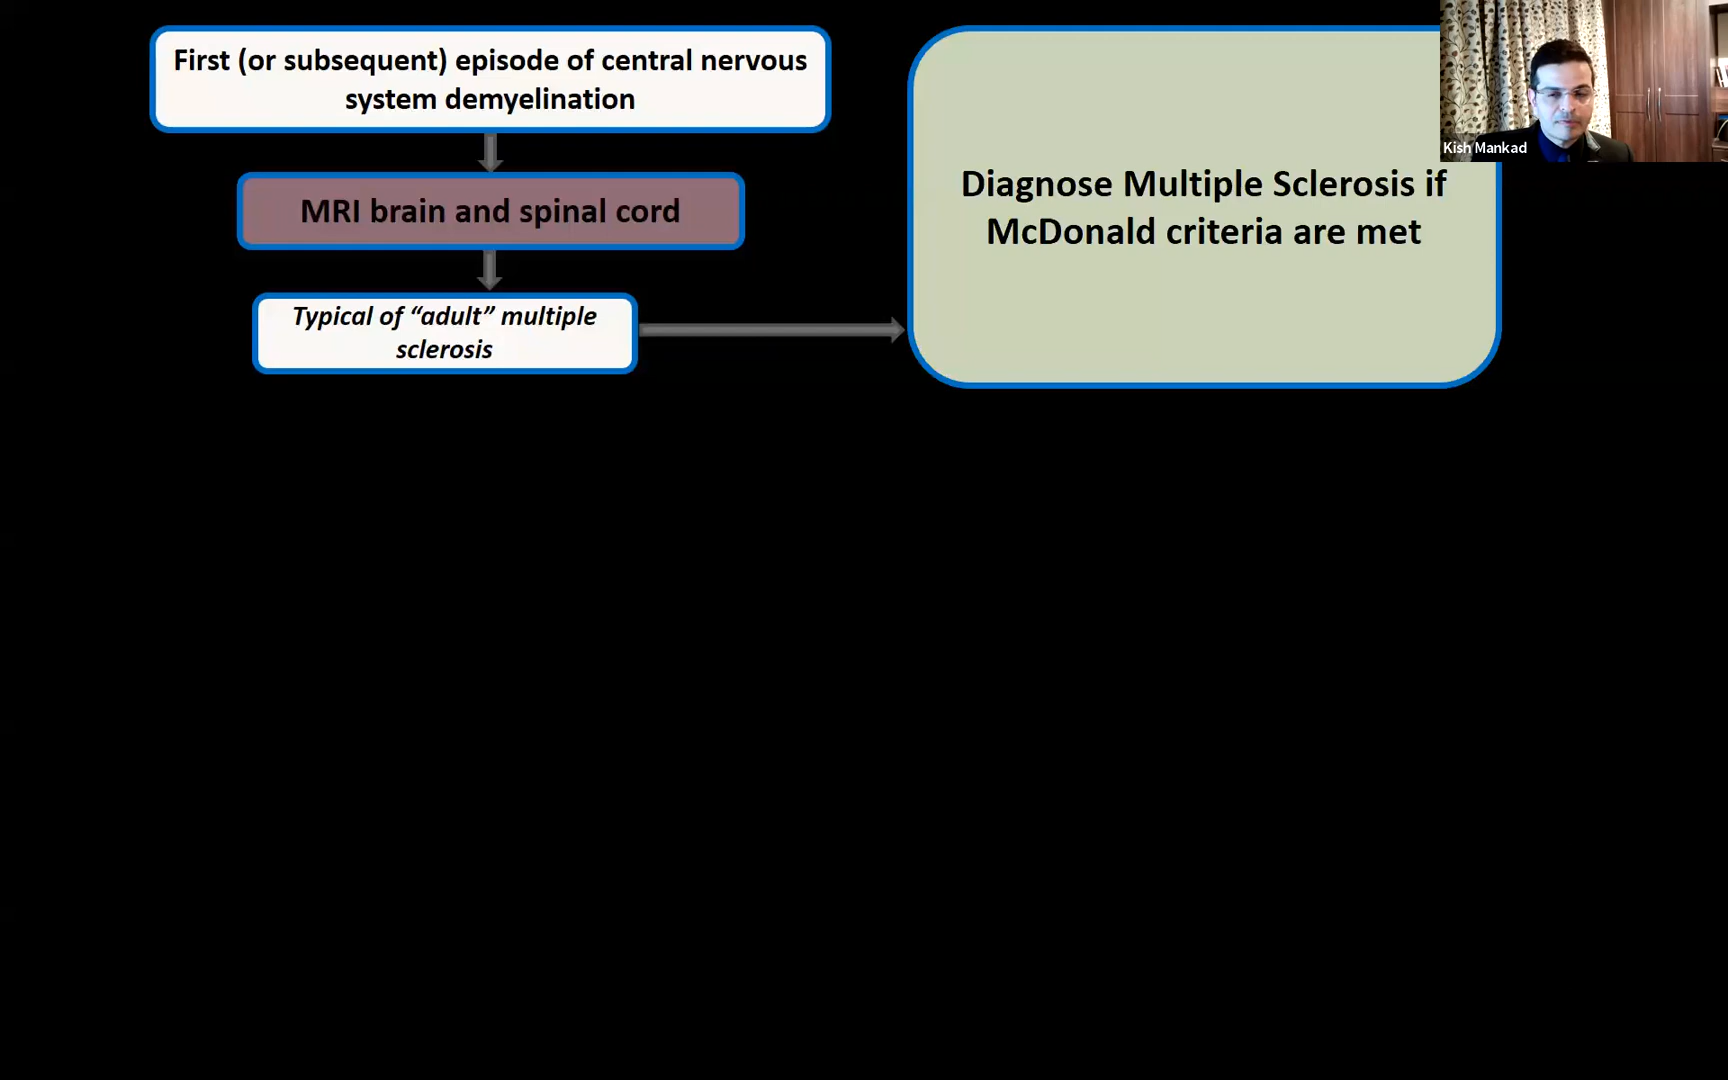 First (or subsequent) episode of central nervous
system demyelination
MRI brain and spinal cord
Typical of “adult” multiple
sclerosis
Diagnose Multiple Sclerosis if
McDonald criteria are met
Kish Mankad